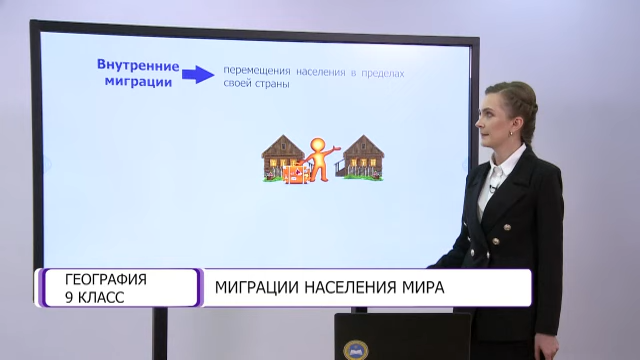 Внутренние
миграции
перемещения населения в пределах
своей страны
ГЕОГРАФИЯ
9 КЛАСС
МИГРАЦИИ НАСЕЛЕНИЯ МИРА